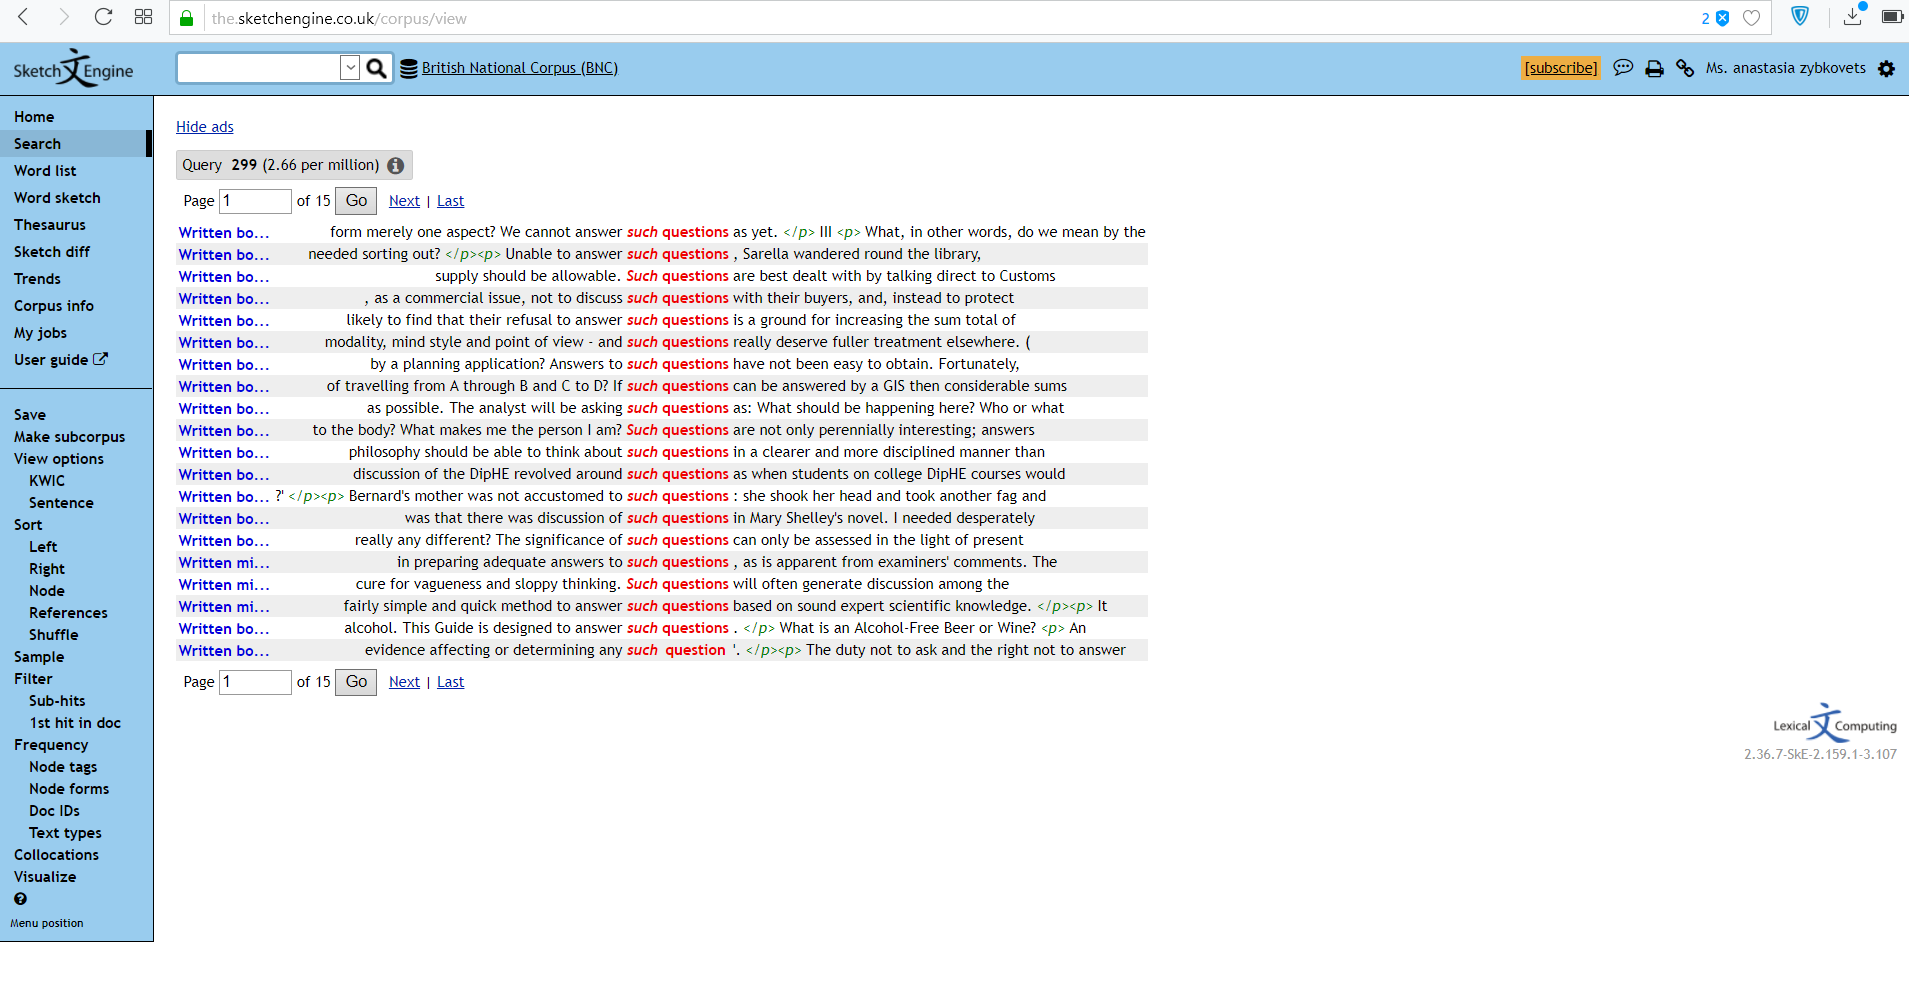 the.sketchengine.co.uk/corpus/view
2
Sketch Engine
British National Corpus (BNC)
[subscribe]
Ms. anastasia zybkovets
Home
Search
Word list
Word sketch
Thesaurus
Sketch diff
Trends
Corpus info
My jobs
User guide
Save
Make subcorpus
View options
KWIC
Sentence
Sort
Left
Right
Node
References
Shuffle
Sample
Filter
Sub-hits
1st hit in doc
Frequency
Node tags
Node forms
Doc IDs
Text types
Collocations
Visualize
?
Menu position
Hide ads
Query 299 (2.66 per million) i
Page 1 of 15 Go Next | Last
Written bo... form merely one aspect? We cannot answer such questions as yet. </p> III <p> What, in other words, do we mean by the
Written bo... needed sorting out? </p><p> Unable to answer such questions , Sarella wandered round the library,
Written bo... supply should be allowable. Such questions are best dealt with by talking direct to Customs
Written bo... , as a commercial issue, not to discuss such questions with their buyers, and, instead to protect
Written bo... likely to find that their refusal to answer such questions is a ground for increasing the sum total of
Written bo... modality, mind style and point of view - and such questions really deserve fuller treatment elsewhere. (
Written bo... by a planning application? Answers to such questions have not been easy to obtain. Fortunately,
Written bo... of travelling from A through B and C to D? If such questions can be answered by a GIS then considerable sums
Written bo... as possible. The analyst will be asking such questions as: What should be happening here? Who or what
Written bo... to the body? What makes me the person I am? Such questions are not only perennially interesting; answers
Written bo... philosophy should be able to think about such questions in a clearer and more disciplined manner than
Written bo... discussion of the DipHE revolved around such questions as when students on college DipHE courses would
Written bo... ?' </p><p> Bernard's mother was not accustomed to such questions : she shook her head and took another fag and
Written bo... was that there was discussion of such questions in Mary Shelley's novel. I needed desperately
Written bo... really any different? The significance of such questions can only be assessed in the light of present
Written mi... in preparing adequate answers to such questions , as is apparent from examiners' comments. The
Written mi... cure for vagueness and sloppy thinking. Such questions will often generate discussion among the
Written mi... fairly simple and quick method to answer such questions based on sound expert scientific knowledge. </p><p> It
Written bo... alcohol. This Guide is designed to answer such questions . </p> What is an Alcohol-Free Beer or Wine? <p> An
Written bo... evidence affecting or determining any such question '. </p><p> The duty not to ask and the right not to answer
Page 1 of 15 Go Next | Last
Lexical Computing
2.36.7-SkE-2.159.1-3.107